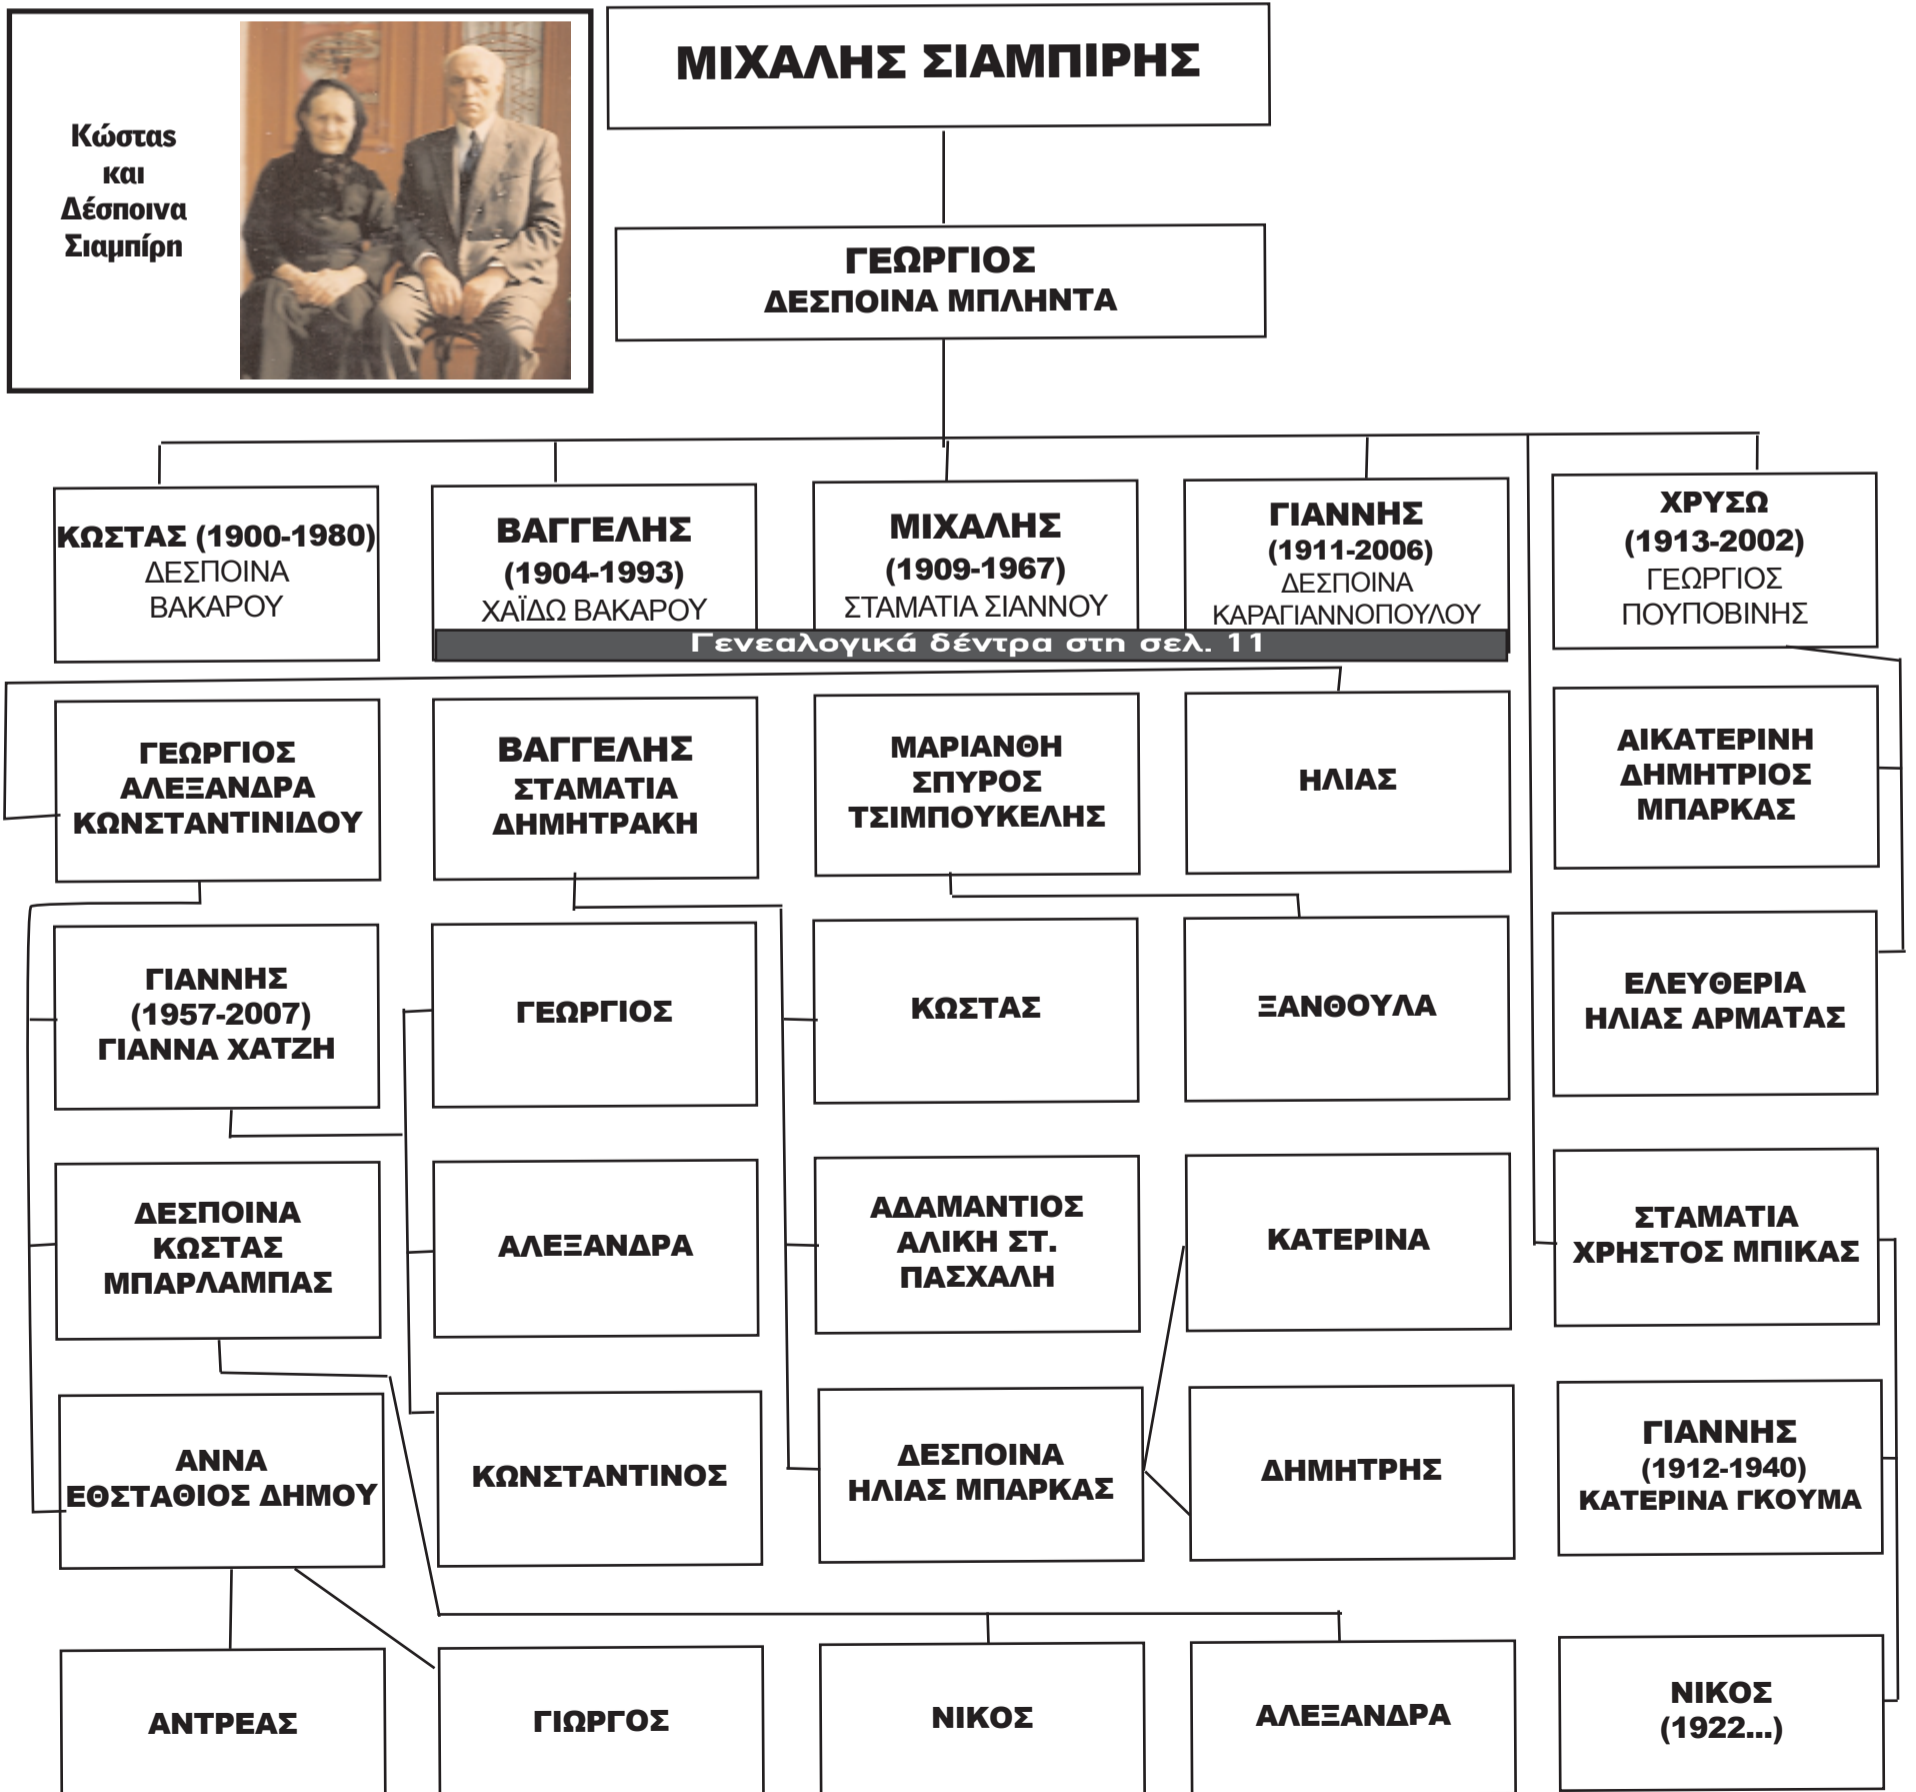 Κώστας
και
Δέσποινα
Σιαμπίρη
ΜΙΧΑΛΗΣ ΣΙΑΜΠΙΡΗΣ
ΓΕΩΡΓΙΟΣ
ΔΕΣΠΟΙΝΑ ΜΠΛΗΝΤΑ
ΚΩΣΤΑΣ (1900-1980)
ΔΕΣΠΟΙΝΑ
ΒΑΚΑΡΟΥ
ΒΑΓΓΕΛΗΣ
(1904-1993)
ΧΑΪΔΩ ΒΑΚΑΡΟΥ
ΜΙΧΑΛΗΣ
(1909-1967)
ΣΤΑΜΑΤΙΑ ΣΙΑΝΝΟΥ
ΓΙΑΝΝΗΣ
(1911-2006)
ΔΕΣΠΟΙΝΑ
ΚΑΡΑΓΙΑΝΝΟΠΟΥΛΟΥ
ΧΡΥΣΩ
(1913-2002)
ΓΕΩΡΓΙΟΣ
ΠΟΥΠΟΒΙΝΗΣ
Γενεαλογικά δέντρα στη σελ. 11
ΓΕΩΡΓΙΟΣ
ΑΛΕΞΑΝΔΡΑ
ΚΩΝΣΤΑΝΤΙΝΙΔΟΥ
ΒΑΓΓΕΛΗΣ
ΣΤΑΜΑΤΙΑ
ΔΗΜΗΤΡΑΚΗ
ΜΑΡΙΑΝΘΗ
ΣΠΥΡΟΣ
ΤΣΙΜΠΟΥΚΕΛΗΣ
ΗΛΙΑΣ
ΑΙΚΑΤΕΡΙΝΗ
ΔΗΜΗΤΡΙΟΣ
ΜΠΑΡΚΑΣ
ΓΙΑΝΝΗΣ
(1957-2007)
ΓΙΑΝΝΑ ΧΑΤΖΗ
ΓΕΩΡΓΙΟΣ
ΚΩΣΤΑΣ
ΞΑΝΘΟΥΛΑ
ΕΛΕΥΘΕΡΙΑ
ΗΛΙΑΣ ΑΡΜΑΤΑΣ
ΔΕΣΠΟΙΝΑ
ΚΩΣΤΑΣ
ΜΠΑΡΛΑΜΠΑΣ
ΑΛΕΞΑΝΔΡΑ
ΑΔΑΜΑΝΤΙΟΣ
ΑΛΙΚΗ ΣΤ.
ΠΑΣΧΑΛΗ
ΚΑΤΕΡΙΝΑ
ΣΤΑΜΑΤΙΑ
ΧΡΗΣΤΟΣ ΜΠΙΚΑΣ
ΑΝΝΑ
ΕΘΣΤΑΘΙΟΣ ΔΗΜΟΥ
ΚΩΝΣΤΑΝΤΙΝΟΣ
ΔΕΣΠΟΙΝΑ
ΗΛΙΑΣ ΜΠΑΡΚΑΣ
ΔΗΜΗΤΡΗΣ
ΓΙΑΝΝΗΣ
(1912-1940)
ΚΑΤΕΡΙΝΑ ΓΚΟΥΜΑ
ΑΝΤΡΕΑΣ
ΓΙΩΡΓΟΣ
ΝΙΚΟΣ
ΑΛΕΞΑΝΔΡΑ
ΝΙΚΟΣ
(1922...)